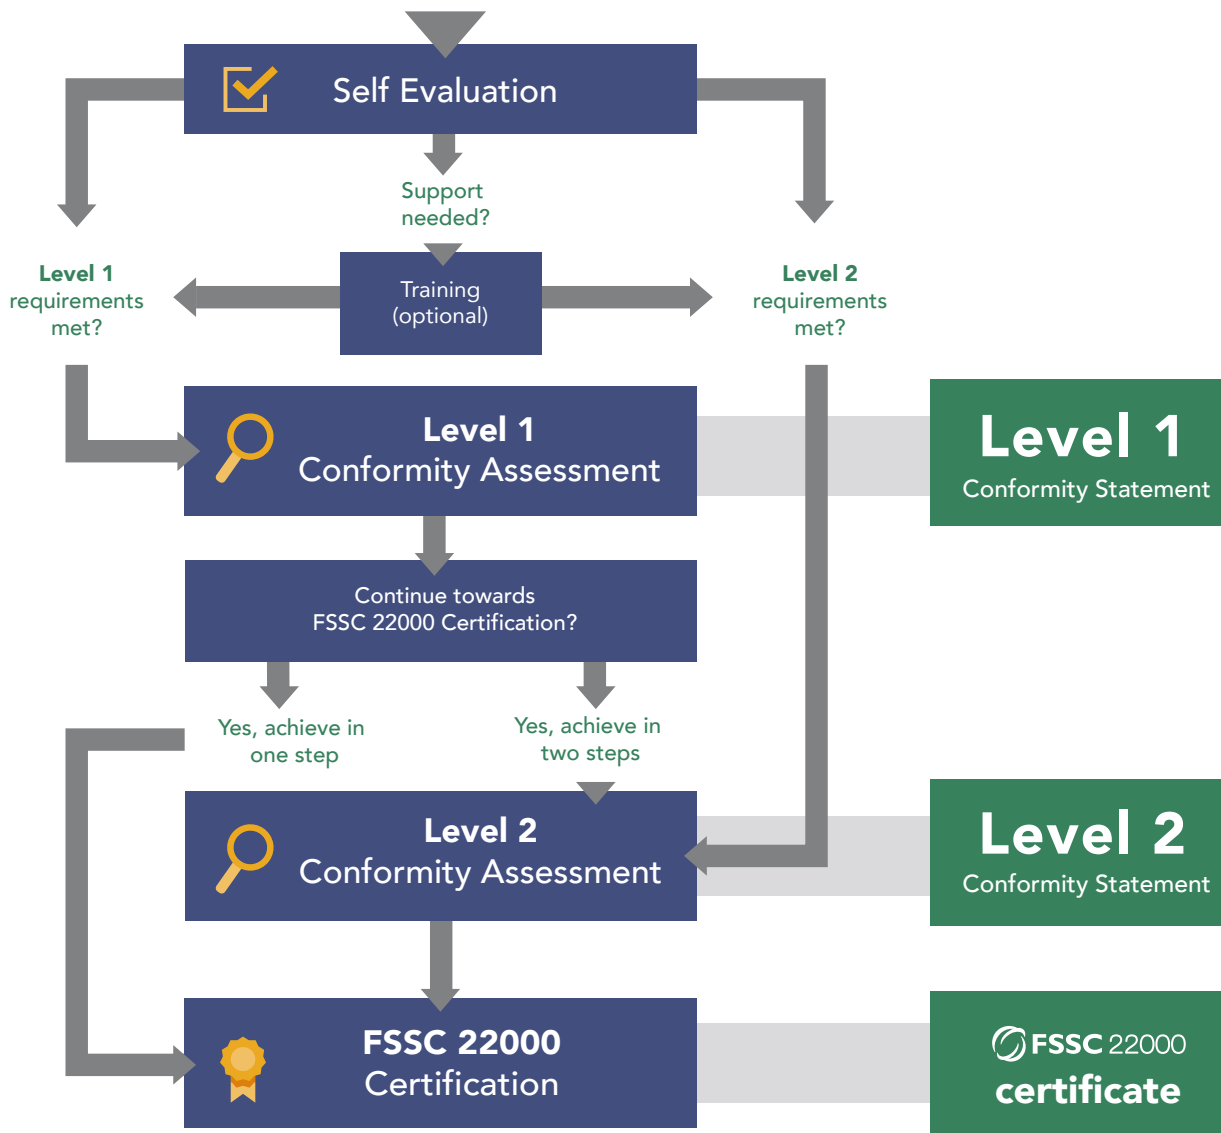 Self Evaluation
Support
needed?
Level 1
requirements
met?
Training
(optional)
Level 2
requirements
met?
Level 1
Conformity Assessment
Level 1
Conformity Statement
Continue towards
FSSC 22000 Certification?
Yes, achieve in
one step
Yes, achieve in
two steps
Level 2
Conformity Assessment
Level 2
Conformity Statement
FSSC 22000
Certification
FSSC 22000
certificate